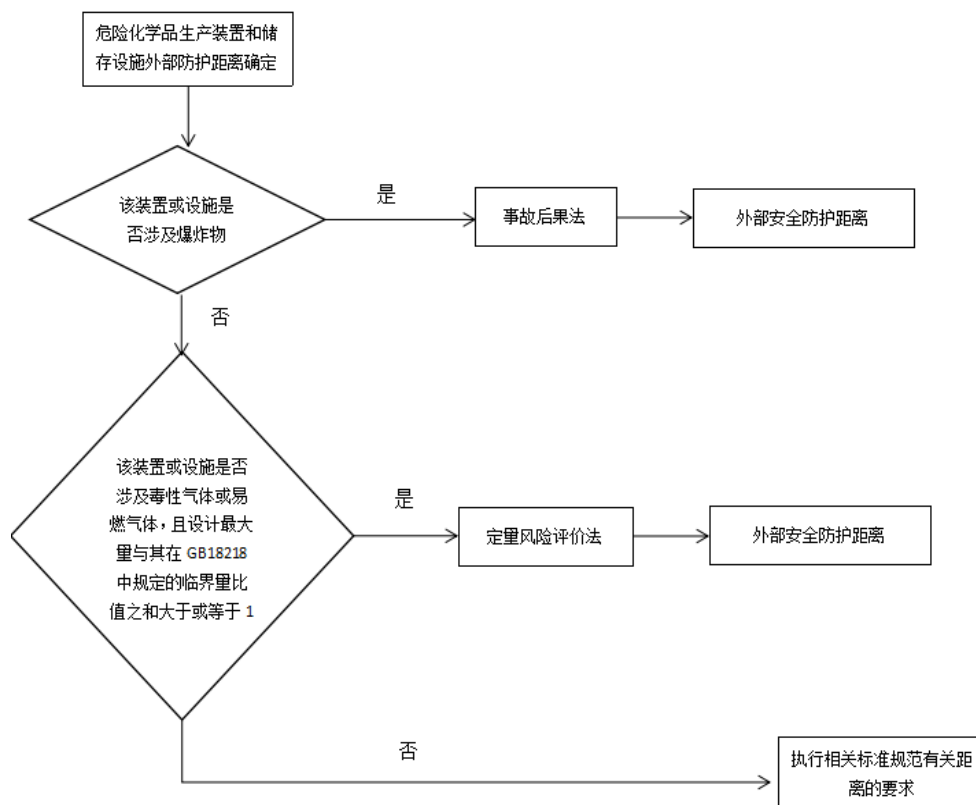 危险化学品生产装置和储
存设施外部防护距离确定
该装置或设施是
否涉及爆炸物
是
事故后果法
外部安全防护距离
否
该装置或设施是否
涉及毒性气体或易
燃气体,且设计最大
量与其在 GB18218
中规定的临界量比
值之和大于或等于 1
是
定量风险评价法
外部安全防护距离
否
执行相关标准规范有关距
离的要求